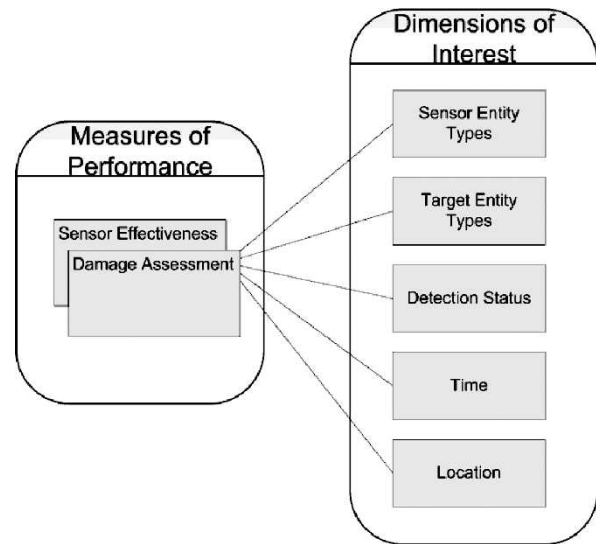 Measures of
Performance
Sensor Effectiveness
Damage Assessment
Dimensions of
Interest
Sensor Entity
Types
Target Entity
Types
Detection Status
Time
Location